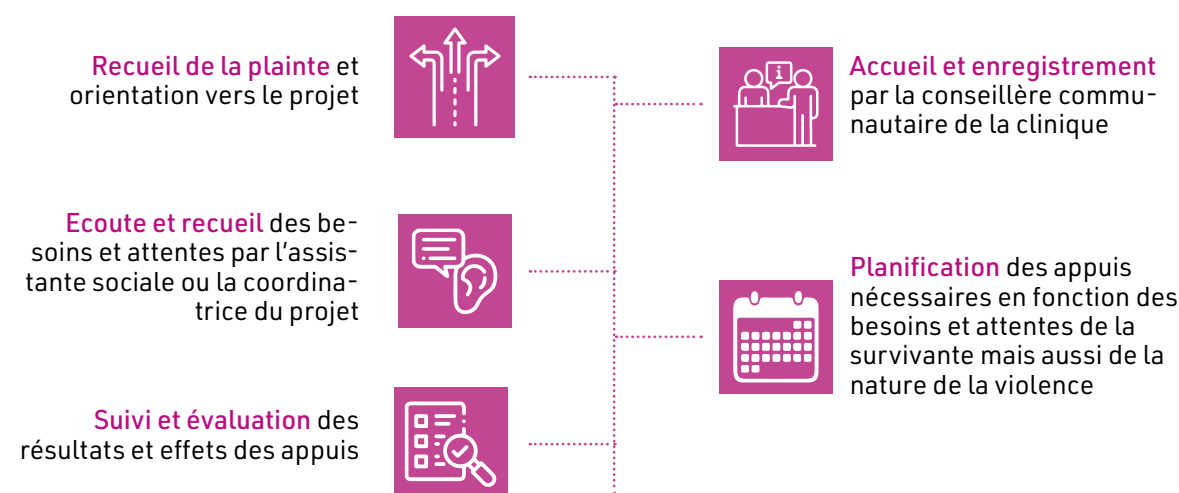 Recueil de la plainte et
orientation vers le projet
Accueil et enregistrement
par la conseillère commu-
nautaire de la clinique
Ecoute et recueil des be-
soins et attentes par l'assis-
tante sociale ou la coordina-
trice du projet
Planification des appuis
nécessaires en fonction des
besoins et attentes de la
survivante mais aussi de la
nature de la violence
Suivi et évaluation des
résultats et effets des appuis